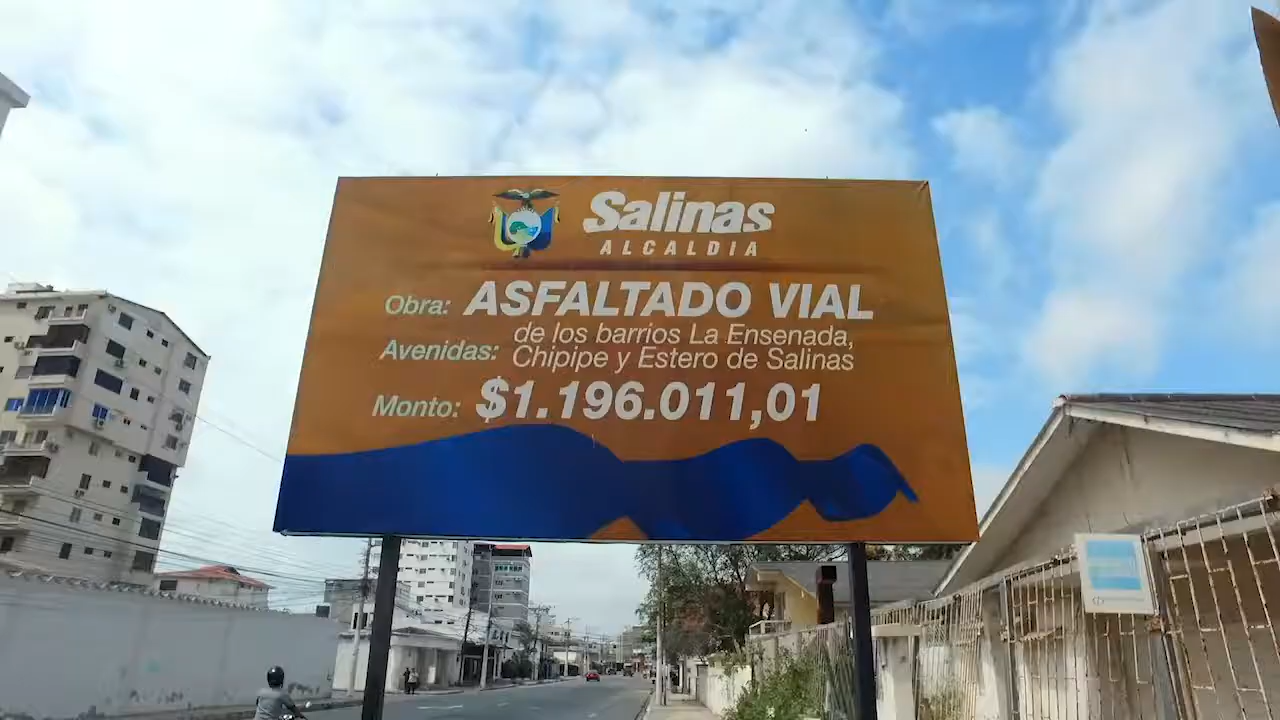 Salinas
ALCALDIA
Obra: ASFALTADO VIAL
Avenidas: de los barrios La Ensenada,
Chipipe y Estero de Salinas
Monto: $1.196.011,01